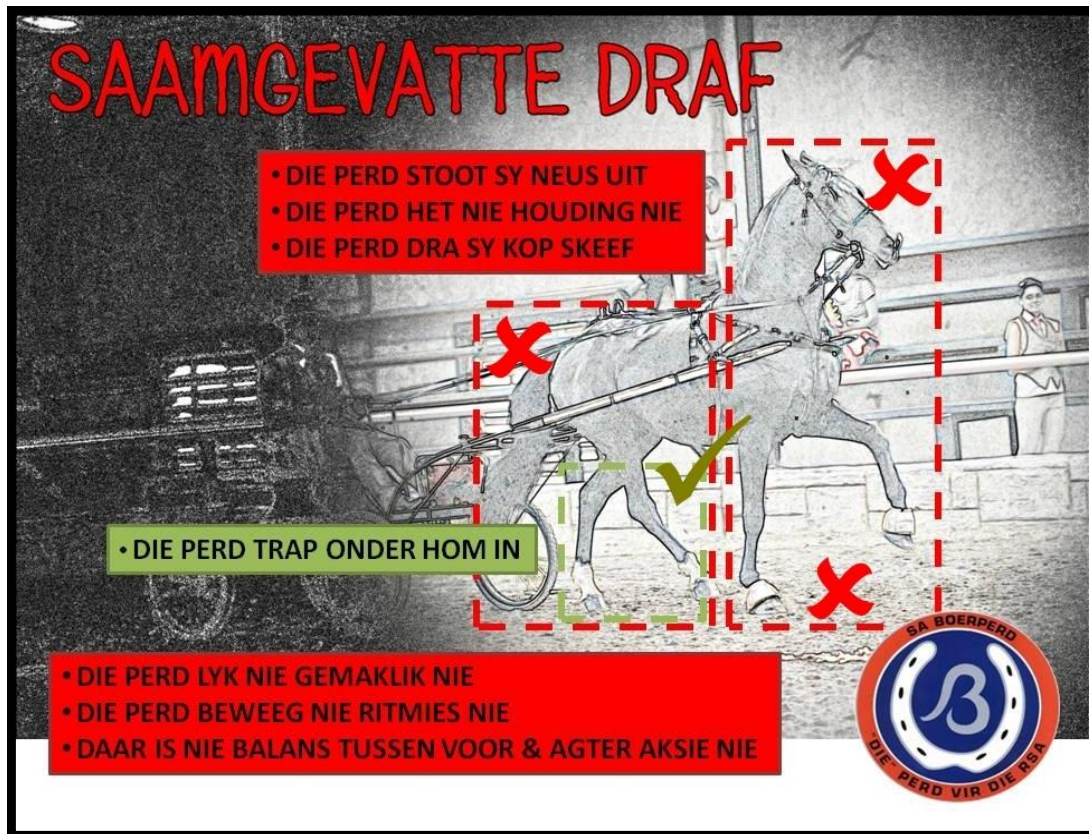 SAAMGEVATTE DRAF
• DIE PERD STOOT SY NEUS UIT
• DIE PERD HET NIE HOUDING NIE
• DIE PERD DRA SY KOP SKEEF
• DIE PERD TRAP ONDER HOM IN
• DIE PERD LYK NIE GEMAKLIK NIE
• DIE PERD BEWEEG NIE RITMIES NIE
• DAAR IS NIE BALANS TUSSEN VOOR & AGTER AKSIE NIE
SA BOERPERD
B
"DIE" PERD VIR DIE RSA